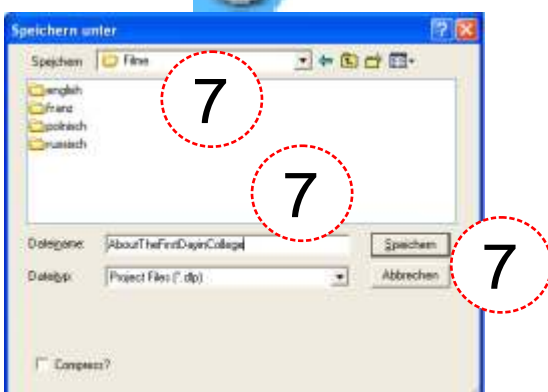 Speichern unter
Speichern Filme
7
englisch
franz
polnisch
russisch
7
Dateiname: AboutTheFirstDayinCollege Speichern
7
Dateityp: Project Files (*.dlp) Abbrechen
Compress?